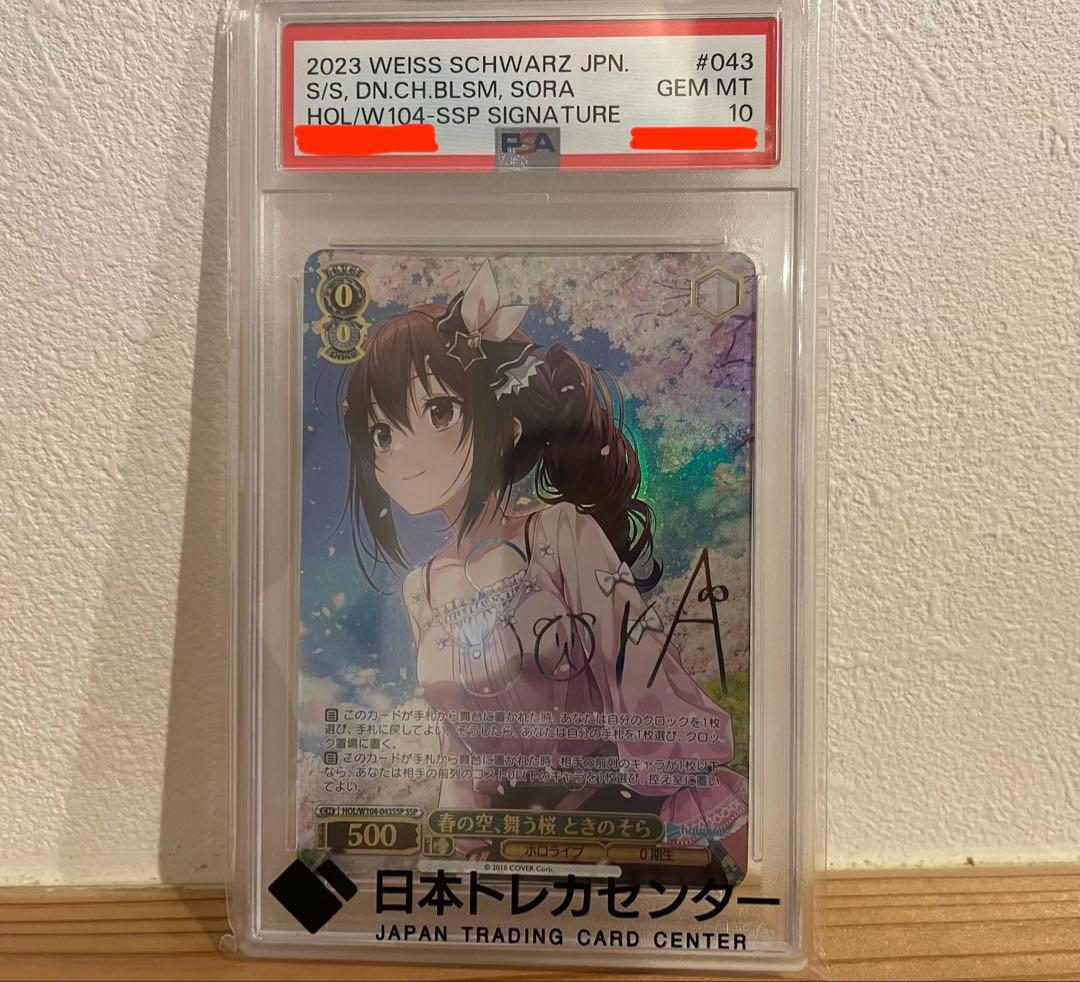 2023 WEISS SCHWARZ JPN. #043
S/S, DN.CH.BLSM, SORA GEM MT
HOL/W104-SSP SIGNATURE 10
PSA
0
0
SorA
自 このカードが手札から舞台に置かれた時、あなたは自分のクロックを1枚
選び、手札に戻してよい。そうしたら、あなたは自分の手札を1枚選び、クロッ
ク置場に置く。
自 このカードが手札から舞台に置かれた時、相手の前列のキャラが1枚以下
なら、あなたは相手の前列のコスト0以下のキャラを1枚選び、控え室に置い
てよい。
CH HOL/W104-043SSP SSP
500 春の空、舞う桜 ときのそら hololive
ホロライブ 0期生
© 2016 COVER Corp.
日本トレカセンター
JAPAN TRADING CARD CENTER